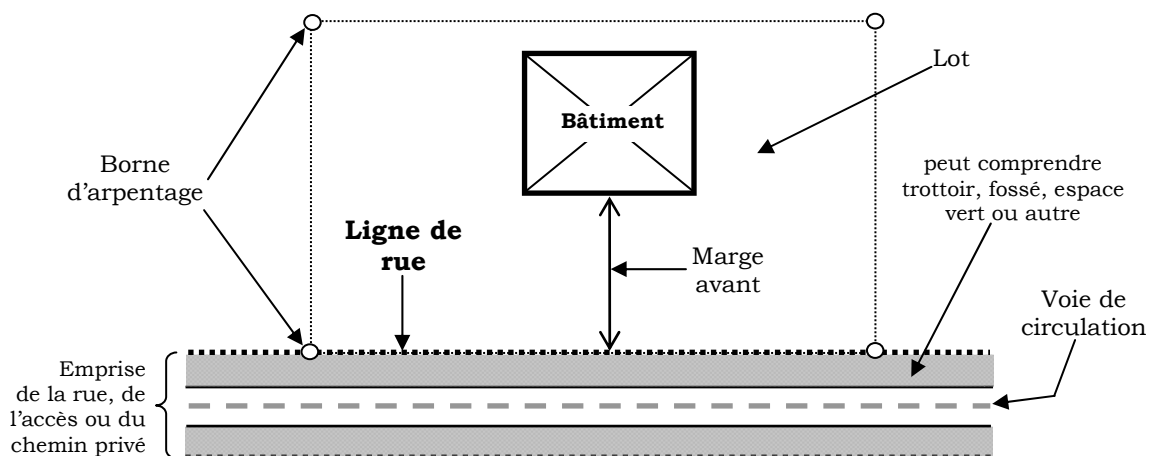 Lot
Bâtiment
Borne
d’arpentage
peut comprendre
trottoir, fossé, espace
vert ou autre
Ligne de
rue
Marge
avant
Voie de
circulation
Emprise
de la rue, de
l’accès ou du
chemin privé